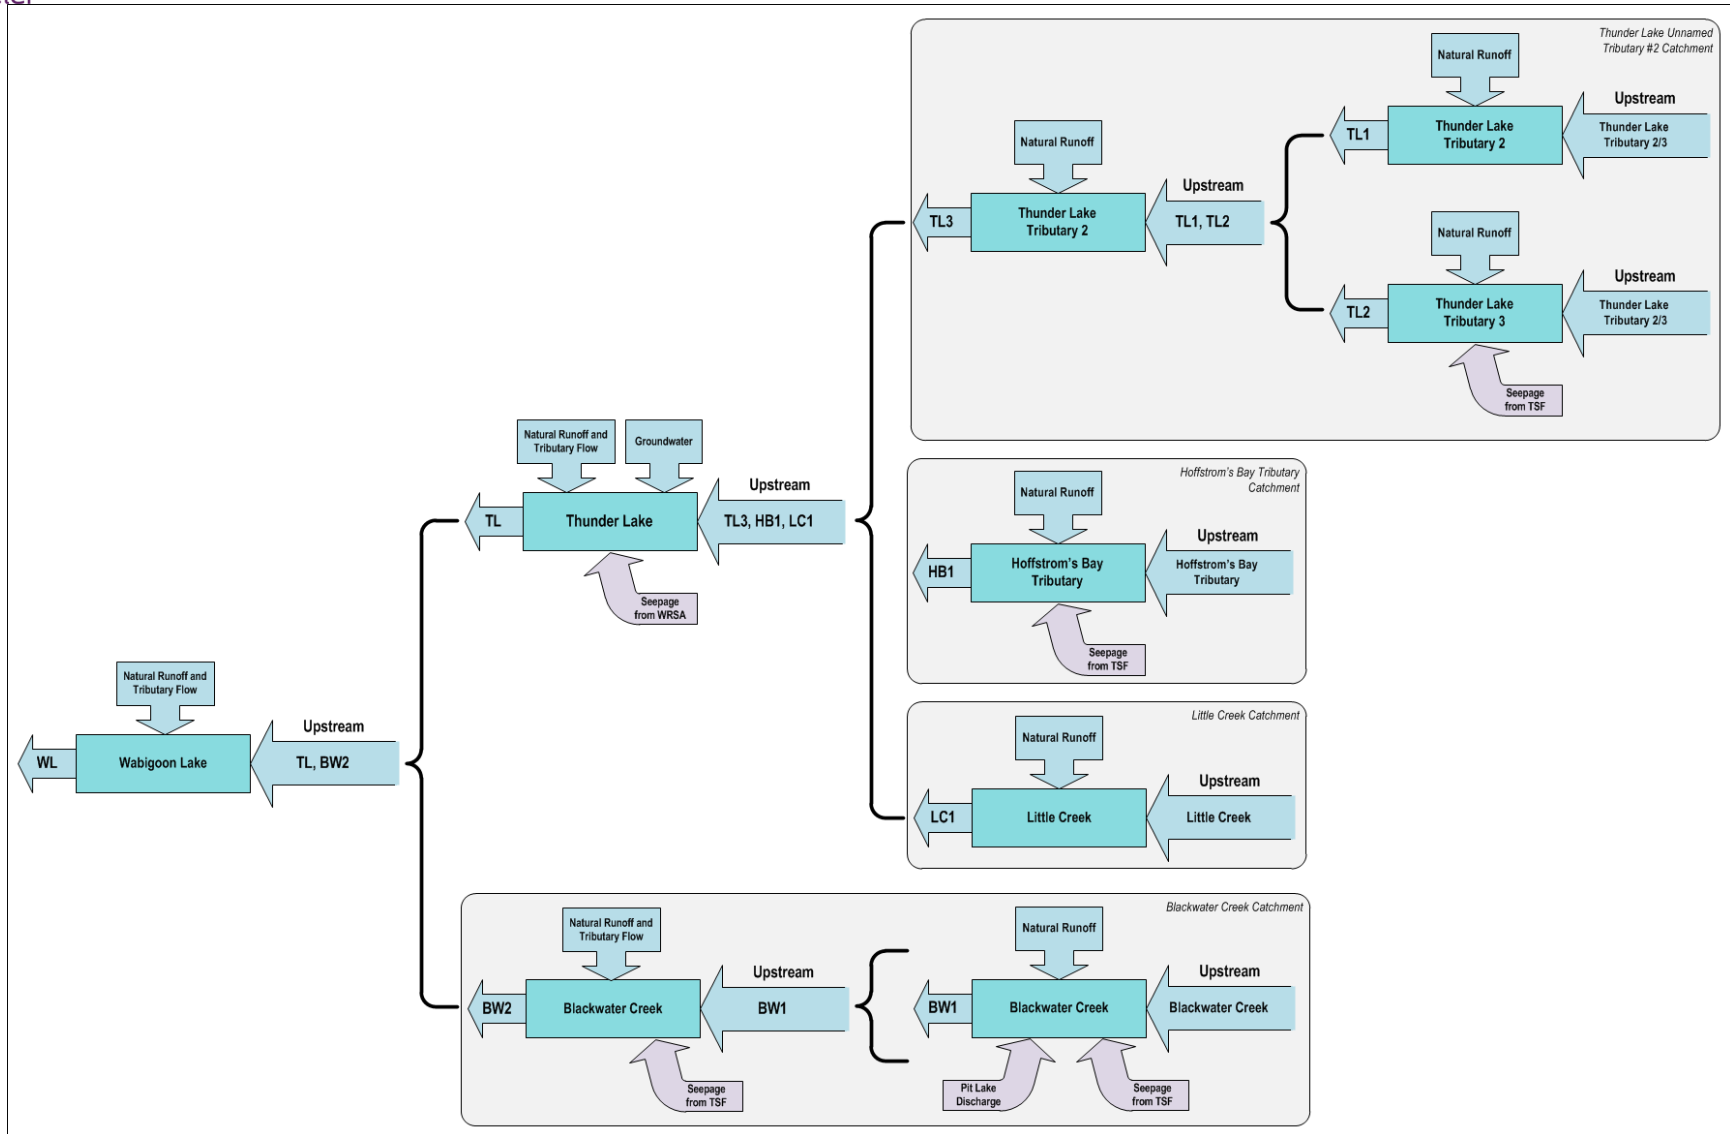 Thunder Lake Unnamed
Tributary #2 Catchment
Natural Runoff
Upstream
TL1
Thunder Lake
Tributary 2
Thunder Lake
Tributary 2/3
Natural Runoff
Upstream
TL3
Thunder Lake
Tributary 2
TL1, TL2
Natural Runoff
Upstream
TL2
Thunder Lake
Tributary 3
Thunder Lake
Tributary 2/3
Seepage
from TSF
Natural Runoff and
Tributary Flow
Groundwater
Upstream
TL
Thunder Lake
TL3, HB1, LC1
Seepage
from WRSA
Hoffstrom's Bay Tributary
Catchment
Natural Runoff
Upstream
HB1
Hoffstrom's Bay
Tributary
Hoffstrom's Bay
Tributary
Seepage
from TSF
Natural Runoff and
Tributary Flow
Upstream
WL
Wabigoon Lake
TL, BW2
Little Creek Catchment
Natural Runoff
Upstream
LC1
Little Creek
Little Creek
Blackwater Creek Catchment
Natural Runoff and
Tributary Flow
Upstream
BW2
Blackwater Creek
BW1
Seepage
from TSF
Natural Runoff
Upstream
BW1
Blackwater Creek
Blackwater Creek
Pit Lake
Discharge
Seepage
from TSF